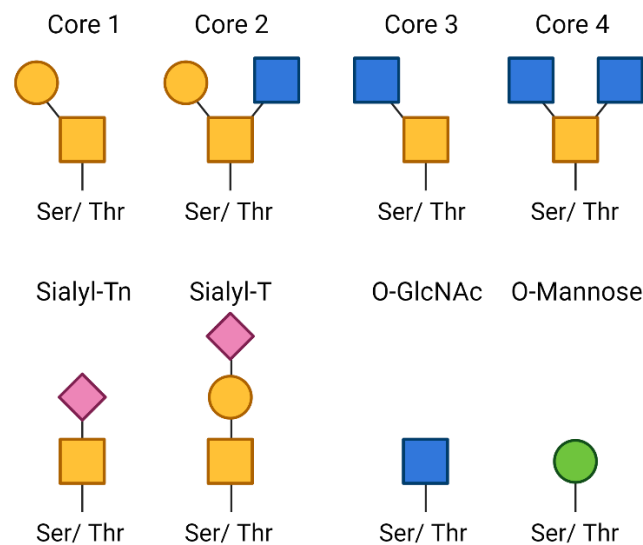 Core 1 Core 2 Core 3 Core 4
Ser/ Thr Ser/ Thr Ser/ Thr Ser/ Thr
Sialyl-Tn Sialyl-T O-GlcNAc O-Mannose
Ser/ Thr Ser/ Thr Ser/ Thr Ser/ Thr